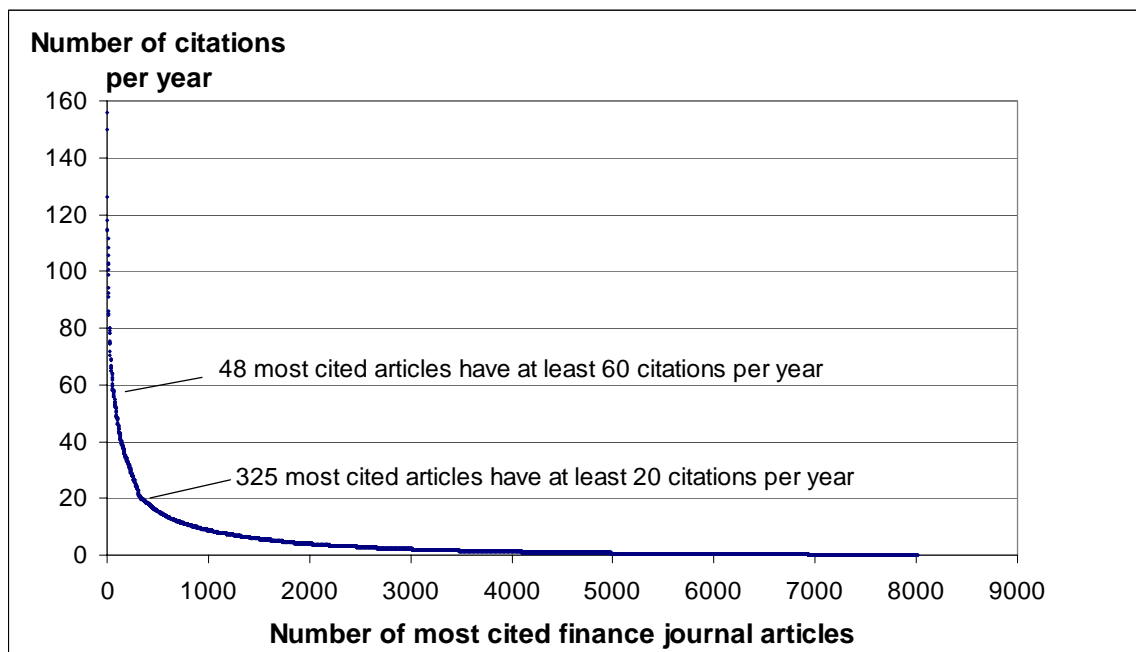 Number of citations
per year
160
140
120
100
80
60
40
20
0
48 most cited articles have at least 60 citations per year
325 most cited articles have at least 20 citations per year
0 1000 2000 3000 4000 5000 6000 7000 8000 9000
Number of most cited finance journal articles